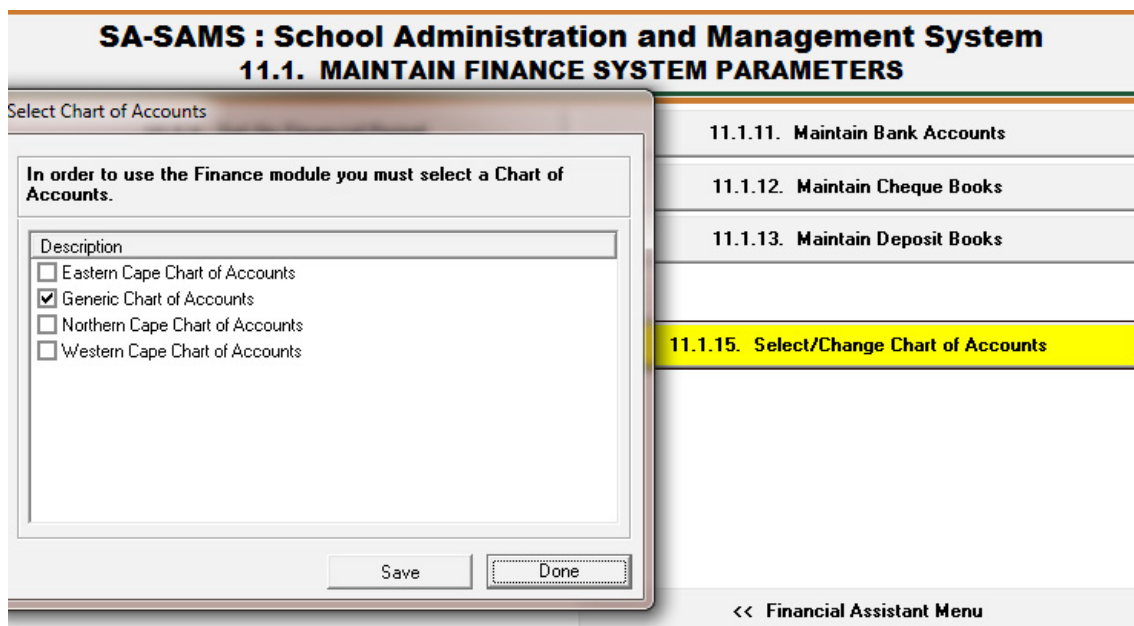 SA-SAMS : School Administration and Management System
11.1. MAINTAIN FINANCE SYSTEM PARAMETERS
Select Chart of Accounts
In order to use the Finance module you must select a Chart of
Accounts.
Description
Eastern Cape Chart of Accounts
Generic Chart of Accounts
Northern Cape Chart of Accounts
Western Cape Chart of Accounts
Save
Done
11.1.11. Maintain Bank Accounts
11.1.12. Maintain Cheque Books
11.1.13. Maintain Deposit Books
11.1.15. Select/Change Chart of Accounts
<< Financial Assistant Menu